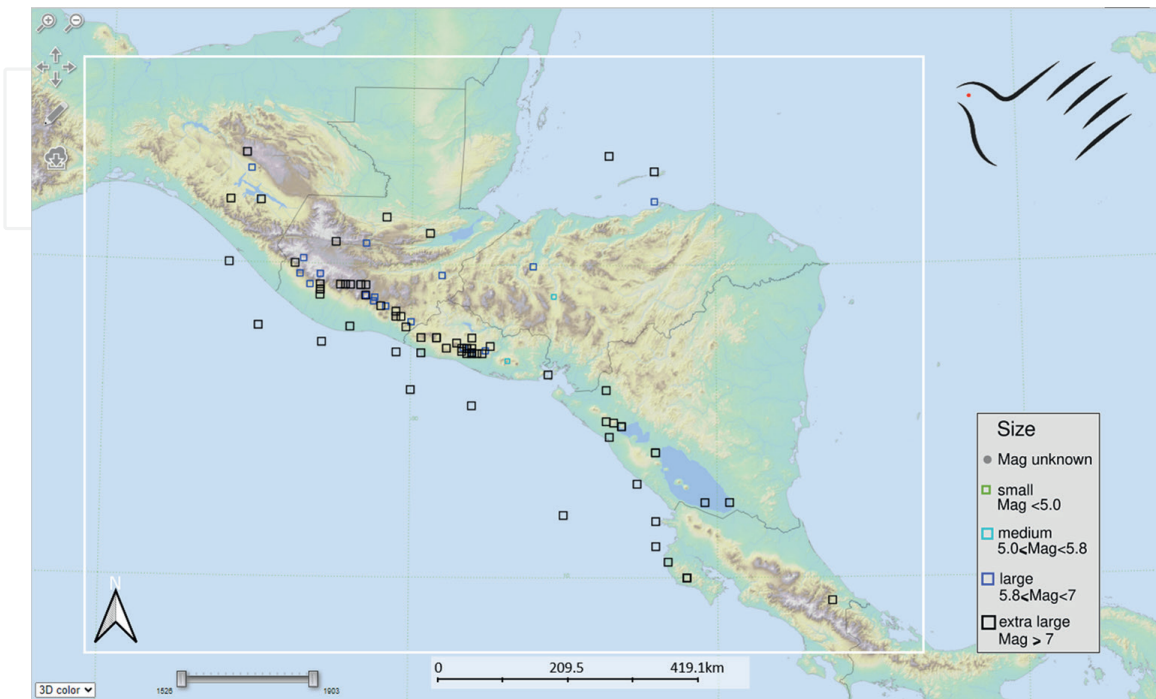 Size
Mag unknown
small
Mag <5.0
medium
5.0⩽Mag<5.8
large
5.8⩽Mag<7
extra large
Mag ⩾ 7
N
0 209.5 419.1km
1526 1903
3D color